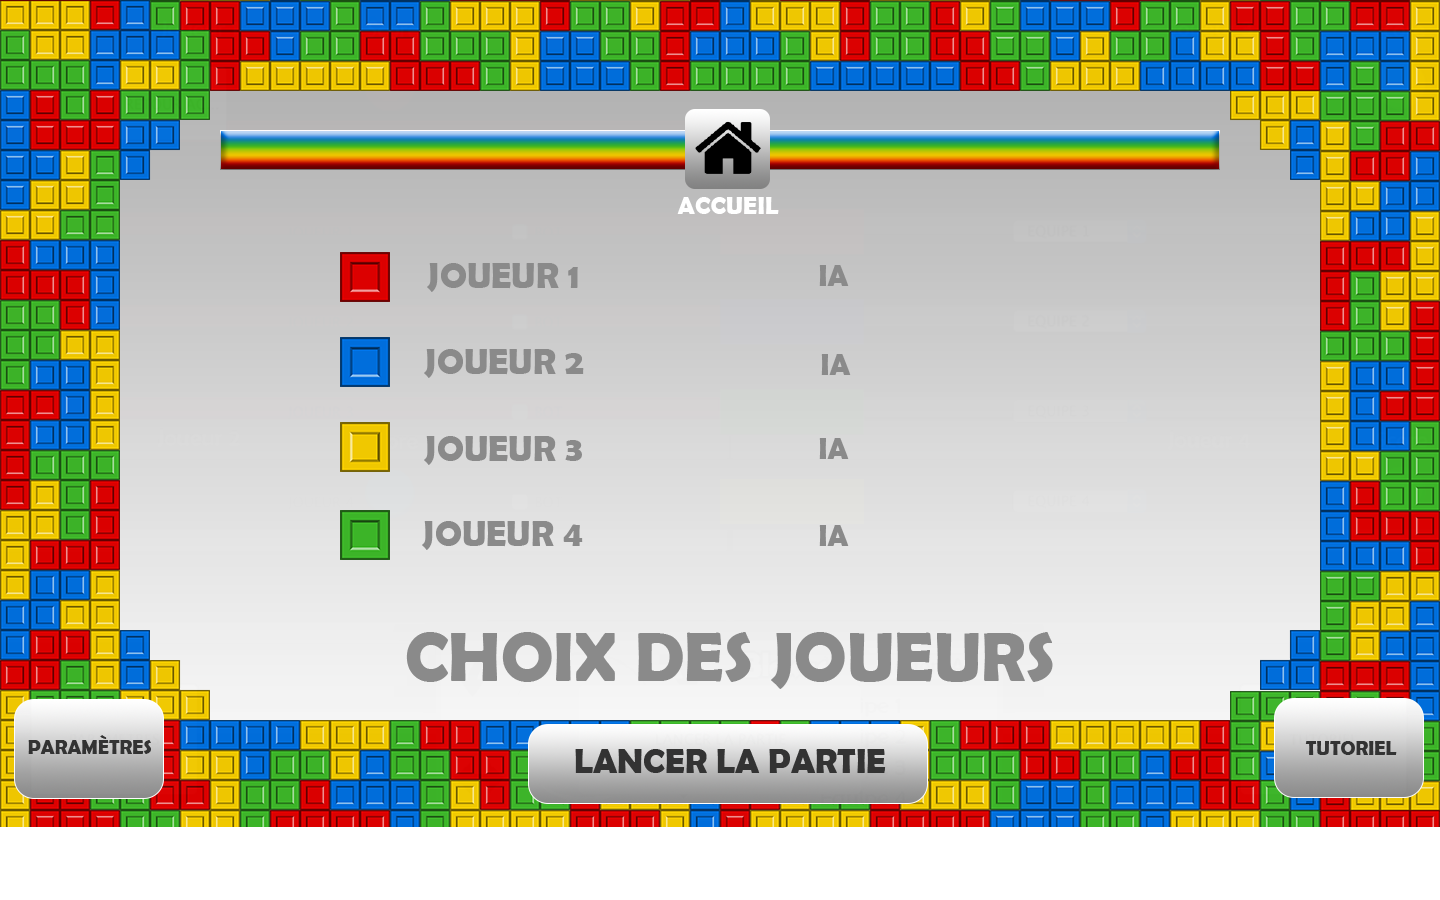 ACCUEIL
JOUEUR 1 IA
JOUEUR 2 IA
JOUEUR 3 IA
JOUEUR 4 IA
CHOIX DES JOUEURS
PARAMÈTRES
LANCER LA PARTIE
TUTORIEL